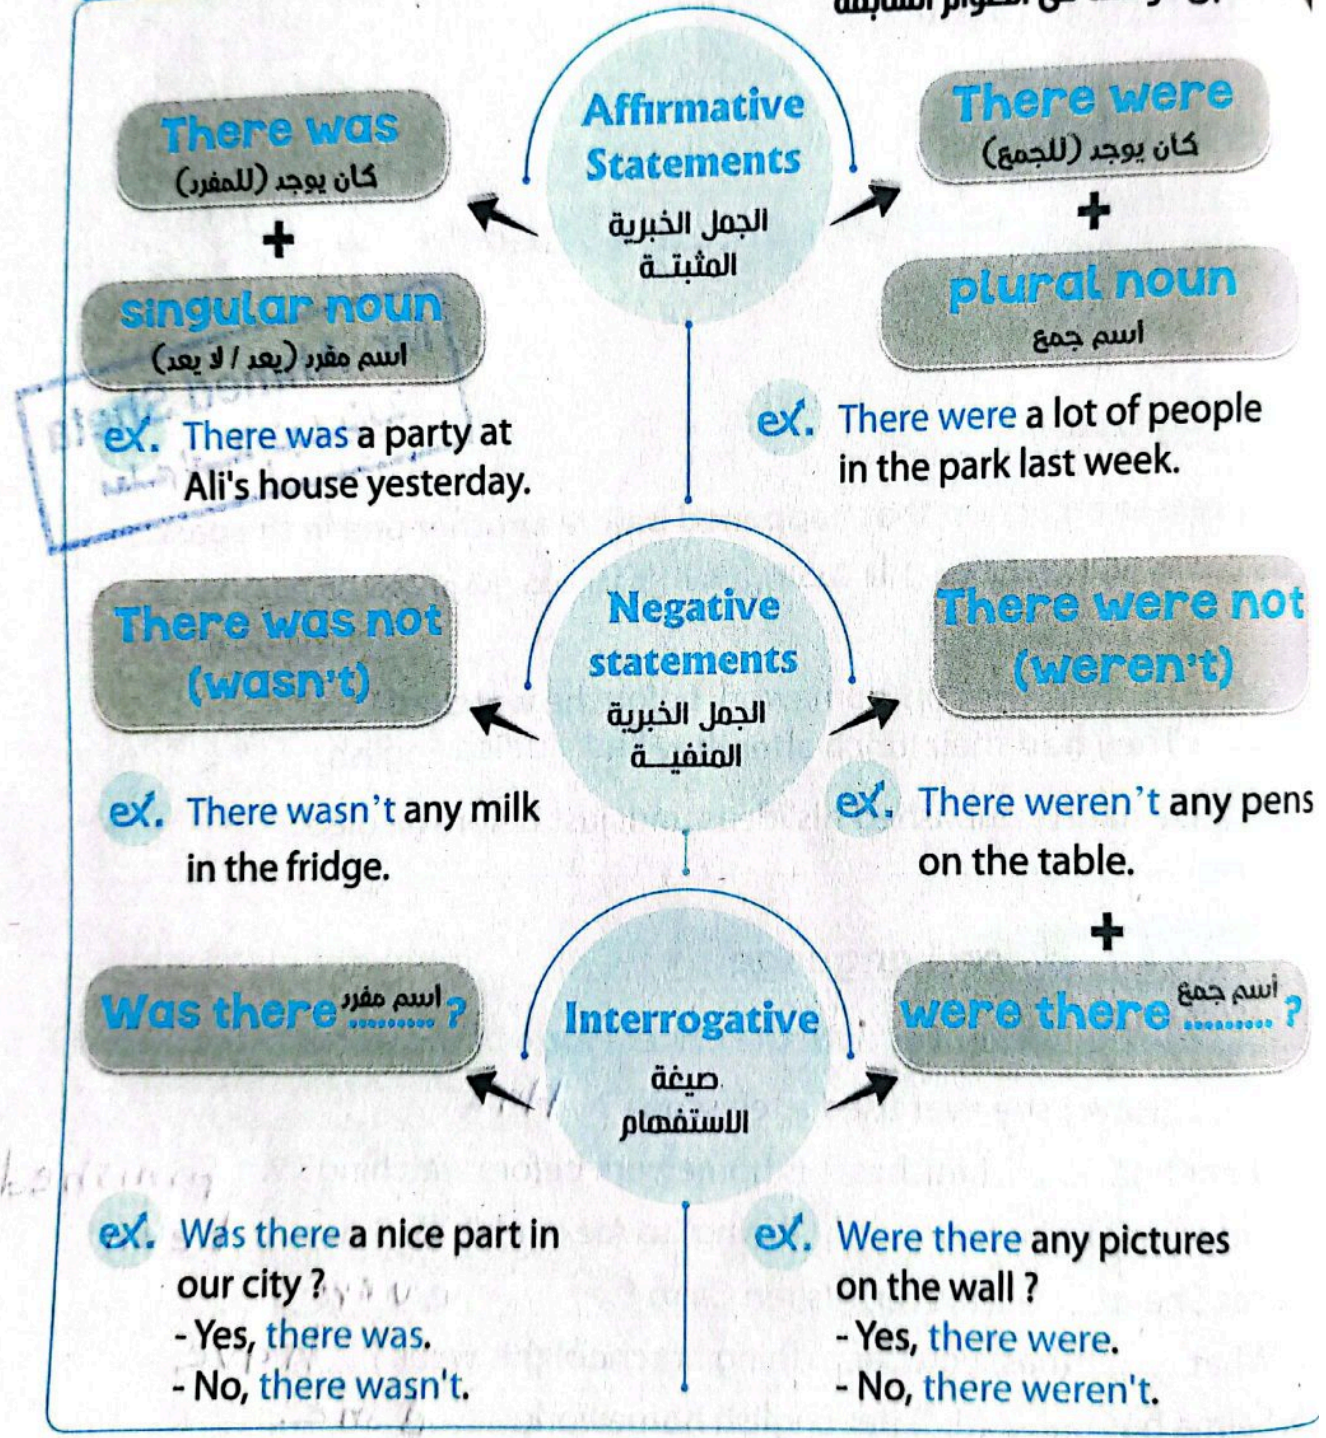 There was
كان يوجد (للمفرد)
+
singular noun
اسم مفرد (يعد / لا يعد)
ex. There was a party at
Ali's house yesterday.
Affirmative
Statements
الجمل الخبرية
المثبتة
There were
كان يوجد (للجمع)
+
plural noun
اسم جمع
ex. There were a lot of people
in the park last week.
There was not
(wasn't)
ex. There wasn't any milk
in the fridge.
Negative
statements
الجمل الخبرية
المنفية
There were not
(weren't)
ex. There weren't any pens
on the table.
+
Was there اسم مفرد .......... ?
ex. Was there a nice part in
our city ?
- Yes, there was.
- No, there wasn't.
Interrogative
صيغة
الاستفهام
were there اسم جمع .......... ?
ex. Were there any pictures
on the wall ?
- Yes, there were.
- No, there weren't.